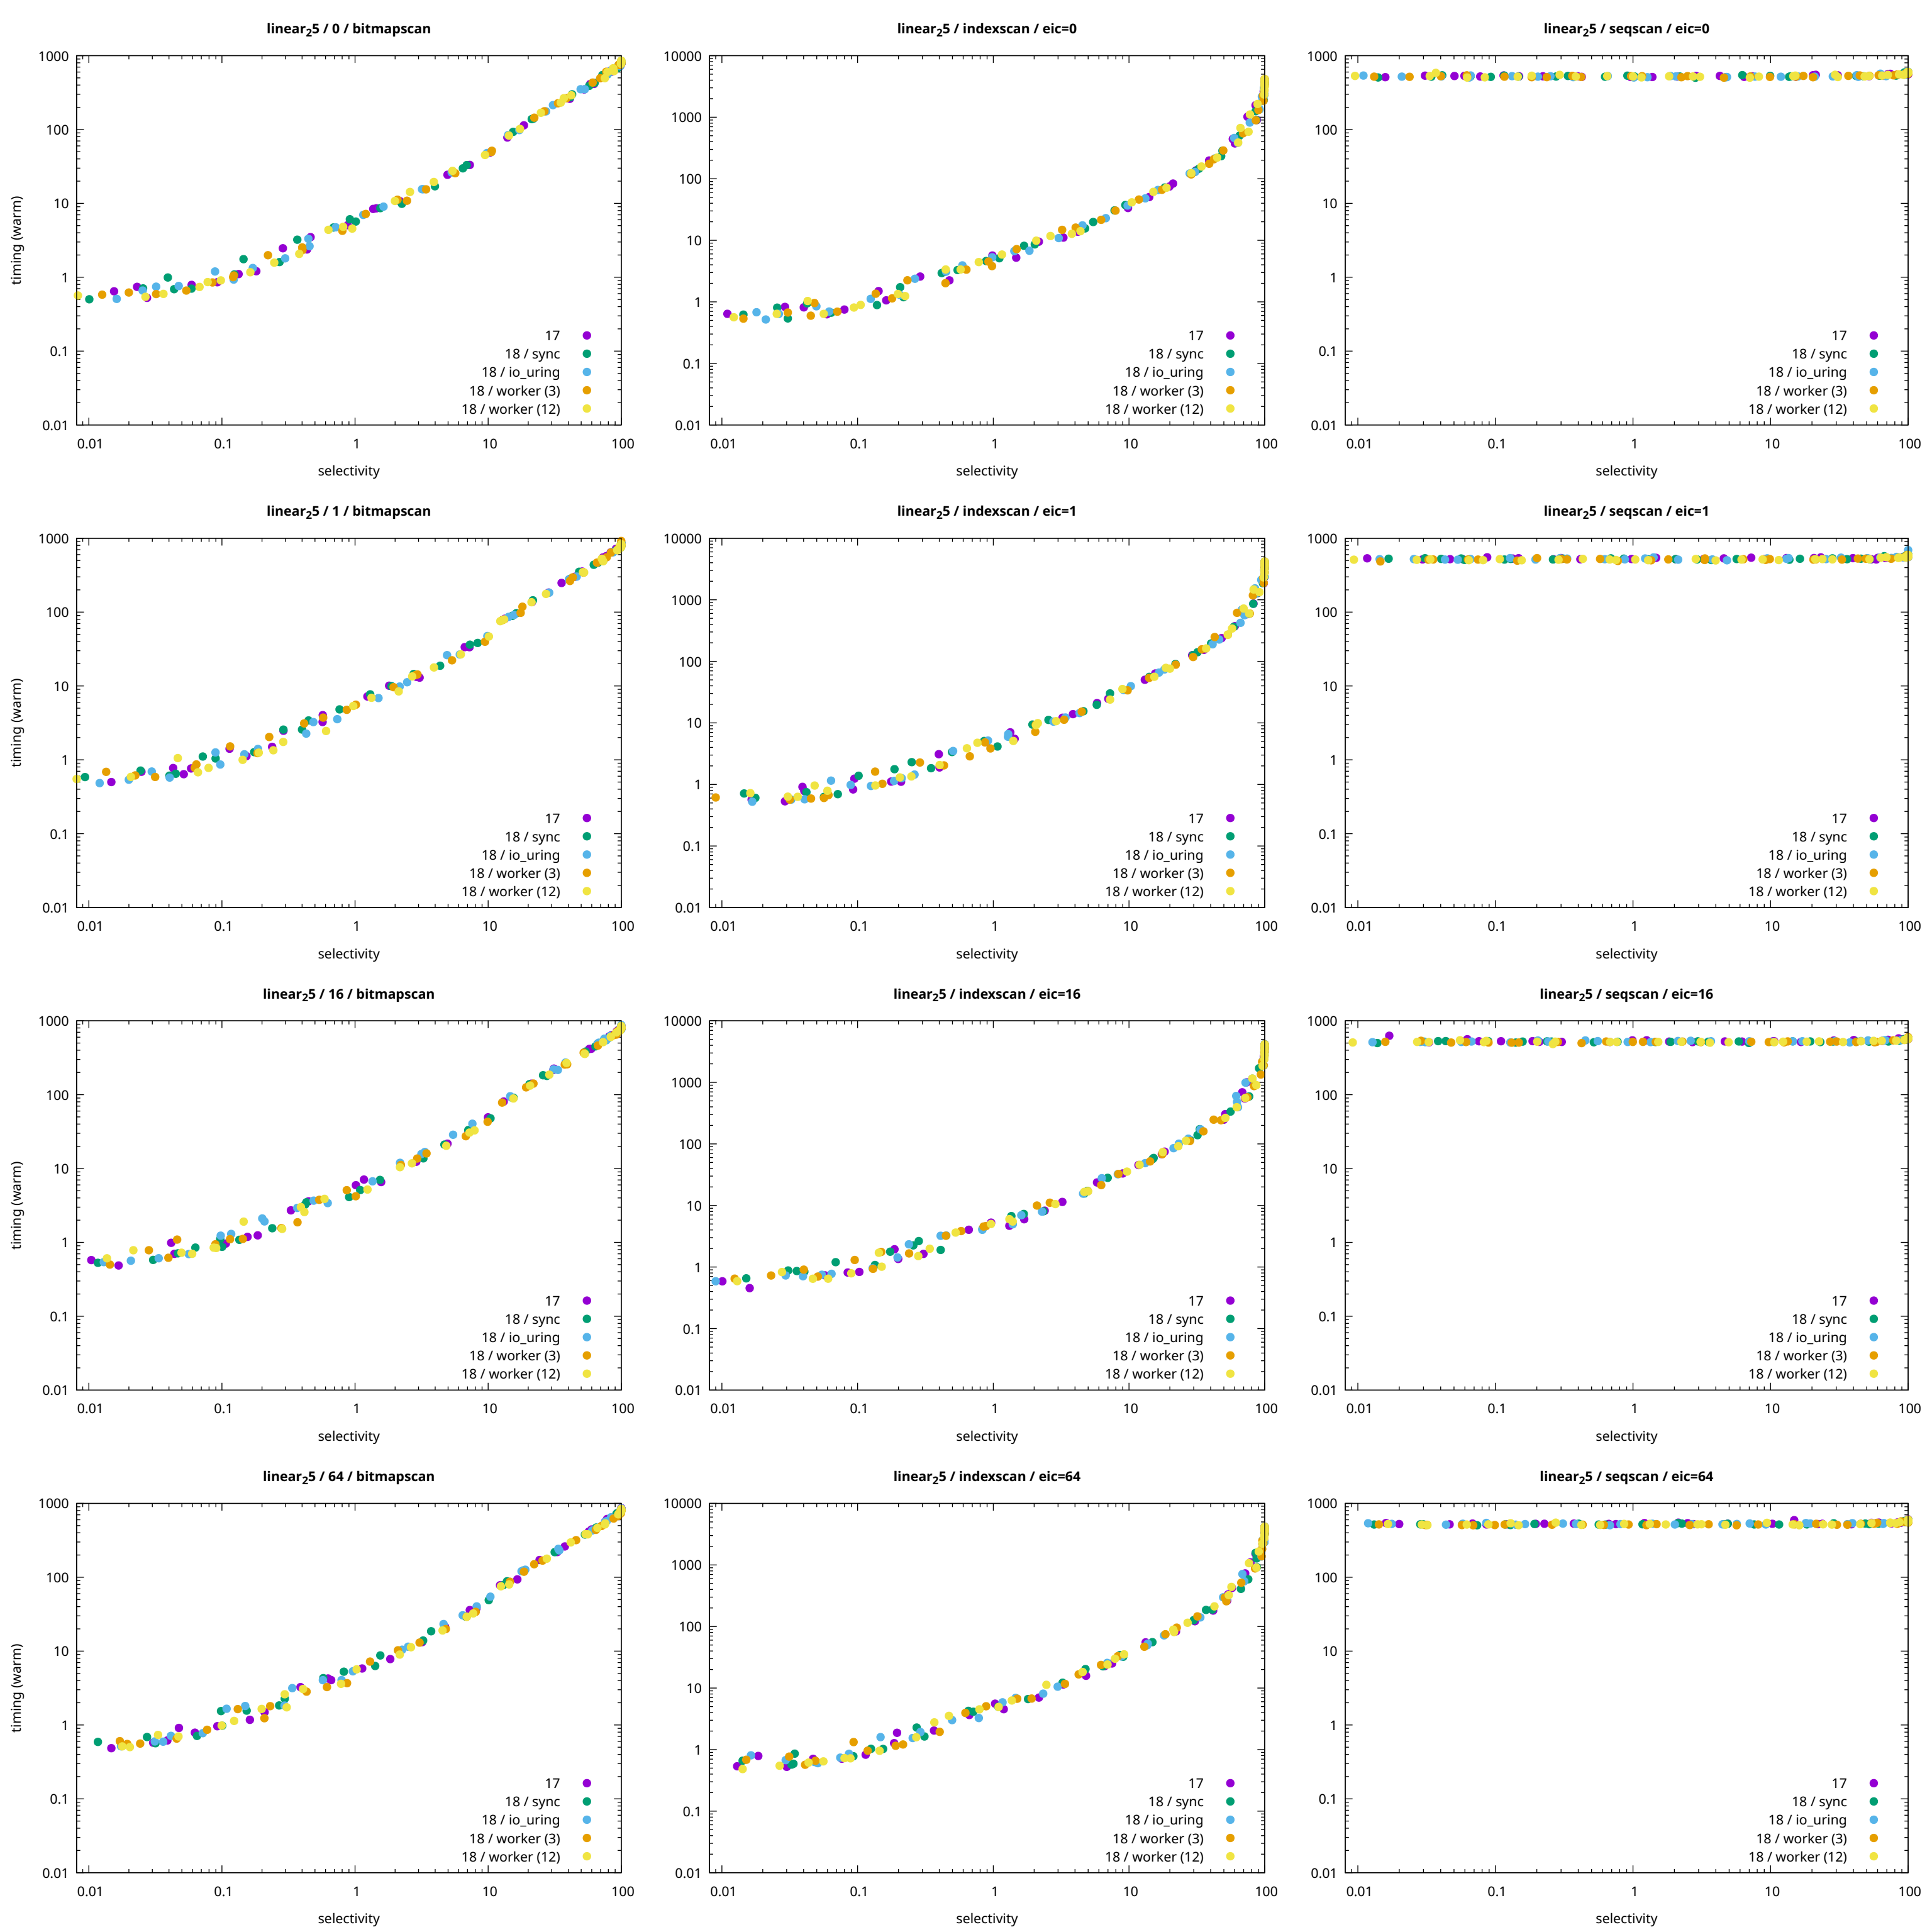 linear₂5 / 0 / bitmapscan
1000
100
10
1
0.1
0.01
timing (warm)
17
18 / sync
18 / io_uring
18 / worker (3)
18 / worker (12)
0.01 0.1 1 10 100
selectivity
linear₂5 / indexscan / eic=0
10000
1000
100
10
1
0.1
0.01
17
18 / sync
18 / io_uring
18 / worker (3)
18 / worker (12)
0.01 0.1 1 10 100
selectivity
linear₂5 / seqscan / eic=0
1000
100
10
1
0.1
0.01
17
18 / sync
18 / io_uring
18 / worker (3)
18 / worker (12)
0.01 0.1 1 10 100
selectivity
linear₂5 / 1 / bitmapscan
1000
100
10
1
0.1
0.01
timing (warm)
17
18 / sync
18 / io_uring
18 / worker (3)
18 / worker (12)
0.01 0.1 1 10 100
selectivity
linear₂5 / indexscan / eic=1
10000
1000
100
10
1
0.1
0.01
17
18 / sync
18 / io_uring
18 / worker (3)
18 / worker (12)
0.01 0.1 1 10 100
selectivity
linear₂5 / seqscan / eic=1
1000
100
10
1
0.1
0.01
17
18 / sync
18 / io_uring
18 / worker (3)
18 / worker (12)
0.01 0.1 1 10 100
selectivity
linear₂5 / 16 / bitmapscan
1000
100
10
1
0.1
0.01
timing (warm)
17
18 / sync
18 / io_uring
18 / worker (3)
18 / worker (12)
0.01 0.1 1 10 100
selectivity
linear₂5 / indexscan / eic=16
10000
1000
100
10
1
0.1
0.01
17
18 / sync
18 / io_uring
18 / worker (3)
18 / worker (12)
0.01 0.1 1 10 100
selectivity
linear₂5 / seqscan / eic=16
1000
100
10
1
0.1
0.01
17
18 / sync
18 / io_uring
18 / worker (3)
18 / worker (12)
0.01 0.1 1 10 100
selectivity
linear₂5 / 64 / bitmapscan
1000
100
10
1
0.1
0.01
timing (warm)
17
18 / sync
18 / io_uring
18 / worker (3)
18 / worker (12)
0.01 0.1 1 10 100
selectivity
linear₂5 / indexscan / eic=64
10000
1000
100
10
1
0.1
0.01
17
18 / sync
18 / io_uring
18 / worker (3)
18 / worker (12)
0.01 0.1 1 10 100
selectivity
linear₂5 / seqscan / eic=64
1000
100
10
1
0.1
0.01
17
18 / sync
18 / io_uring
18 / worker (3)
18 / worker (12)
0.01 0.1 1 10 100
selectivity